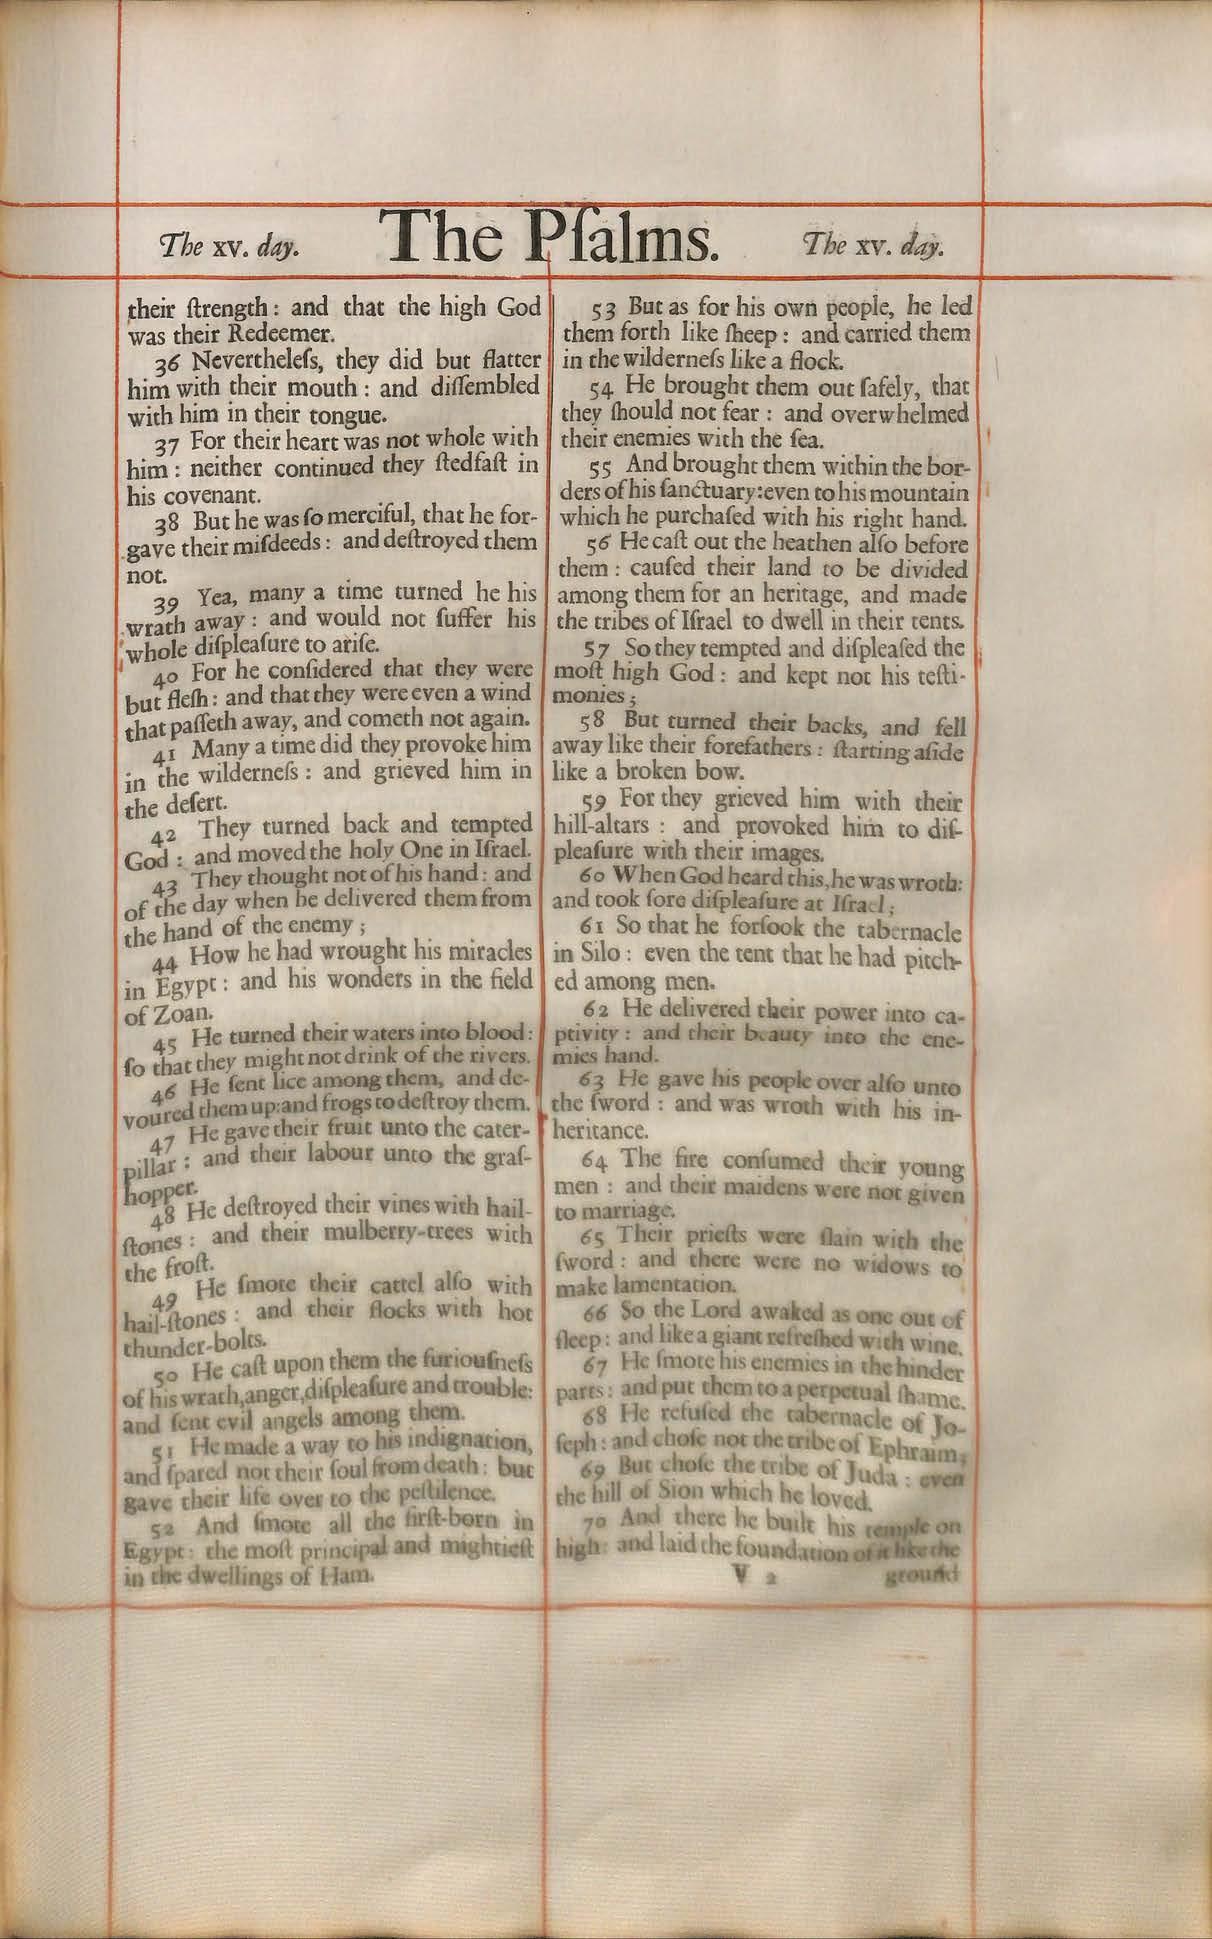 The xv. day.
The Pſalms.
The xv. day.
their ſtrength: and that the high God
was their Redeemer.
36 Nevertheleſs, they did but flatter
him with their mouth: and diſſembled
with him in their tongue.
37 For their heart was not whole with
him: neither continued they ſtedfaſt in
his covenant.
38 But he was ſo merciful, that he for-
gave their miſdeeds: and deſtroyed them
not.
39 Yea, many a time turned he his
wrath away: and would not ſuffer his
whole diſpleaſure to ariſe.
40 For he conſidered that they were
but fleſh: and that they were even a wind
that paſſeth away, and cometh not again.
41 Many a time did they provoke him
in the wilderneſs: and grieved him in
the deſert.
42 They turned back and tempted
God: and moved the holy One in Iſrael.
43 They thought not of his hand: and
of the day when he delivered them from
the hand of the enemy;
44 How he had wrought his miracles
in Egypt: and his wonders in the field
of Zoan.
45 He turned their waters into blood:
ſo that they might not drink of the rivers.
46 He ſent lice among them, and de-
voured them up: and frogs to deſtroy them.
47 He gave their fruit unto the cater-
pillar: and their labour unto the graſ-
hopper.
48 He deſtroyed their vines with hail-
ſtones: and their mulberry-trees with
the froſt.
49 He ſmote their cattel alſo with
hail-ſtones: and their flocks with hot
thunder-bolts.
50 He caſt upon them the furiouſneſs
of his wrath, anger, diſpleaſure and trouble:
and ſent evil angels among them.
51 He made a way to his indignation,
and ſpared not their ſoul from death: but
gave their life over to the peſtilence.
52 And ſmote all the firſt-born in
Egypt: the moſt principal and mightieſt
in the dwellings of Ham.
53 But as for his own people, he led
them forth like ſheep: and carried them
in the wilderneſs like a flock.
54 He brought them out ſafely, that
they ſhould not fear: and overwhelmed
their enemies with the ſea.
55 And brought them within the bor-
ders of his ſanctuary: even to his mountain
which he purchaſed with his right hand.
56 He caſt out the heathen alſo before
them: cauſed their land to be divided
among them for an heritage, and made
the tribes of Iſrael to dwell in their tents.
57 So they tempted and diſpleaſed the
moſt high God: and kept not his teſti-
monies;
58 But turned their backs, and fell
away like their forefathers: ſtarting aſide
like a broken bow.
59 For they grieved him with their
hill-altars: and provoked him to diſ-
pleaſure with their images.
60 When God heard this, he was wroth:
and took ſore diſpleaſure at Iſrael;
61 So that he forſook the tabernacle
in Silo: even the tent that he had pitch-
ed among men.
62 He delivered their power into ca-
ptivity: and their beauty into the ene-
mies hand.
63 He gave his people over alſo unto
the ſword: and was wroth with his in-
heritance.
64 The fire conſumed their young
men: and their maidens were not given
to marriage.
65 Their prieſts were ſlain with the
ſword: and there were no widows to
make lamentation.
66 So the Lord awaked as one out of
ſleep: and like a giant refreſhed with wine.
67 He ſmote his enemies in the hinder
parts: and put them to a perpetual ſhame.
68 He refuſed the tabernacle of Jo-
ſeph: and choſe not the tribe of Ephraim;
69 But choſe the tribe of Juda: even
the hill of Sion which he loved.
70 And there he built his temple on
high: and laid the foundation of it like the
V 2
ground